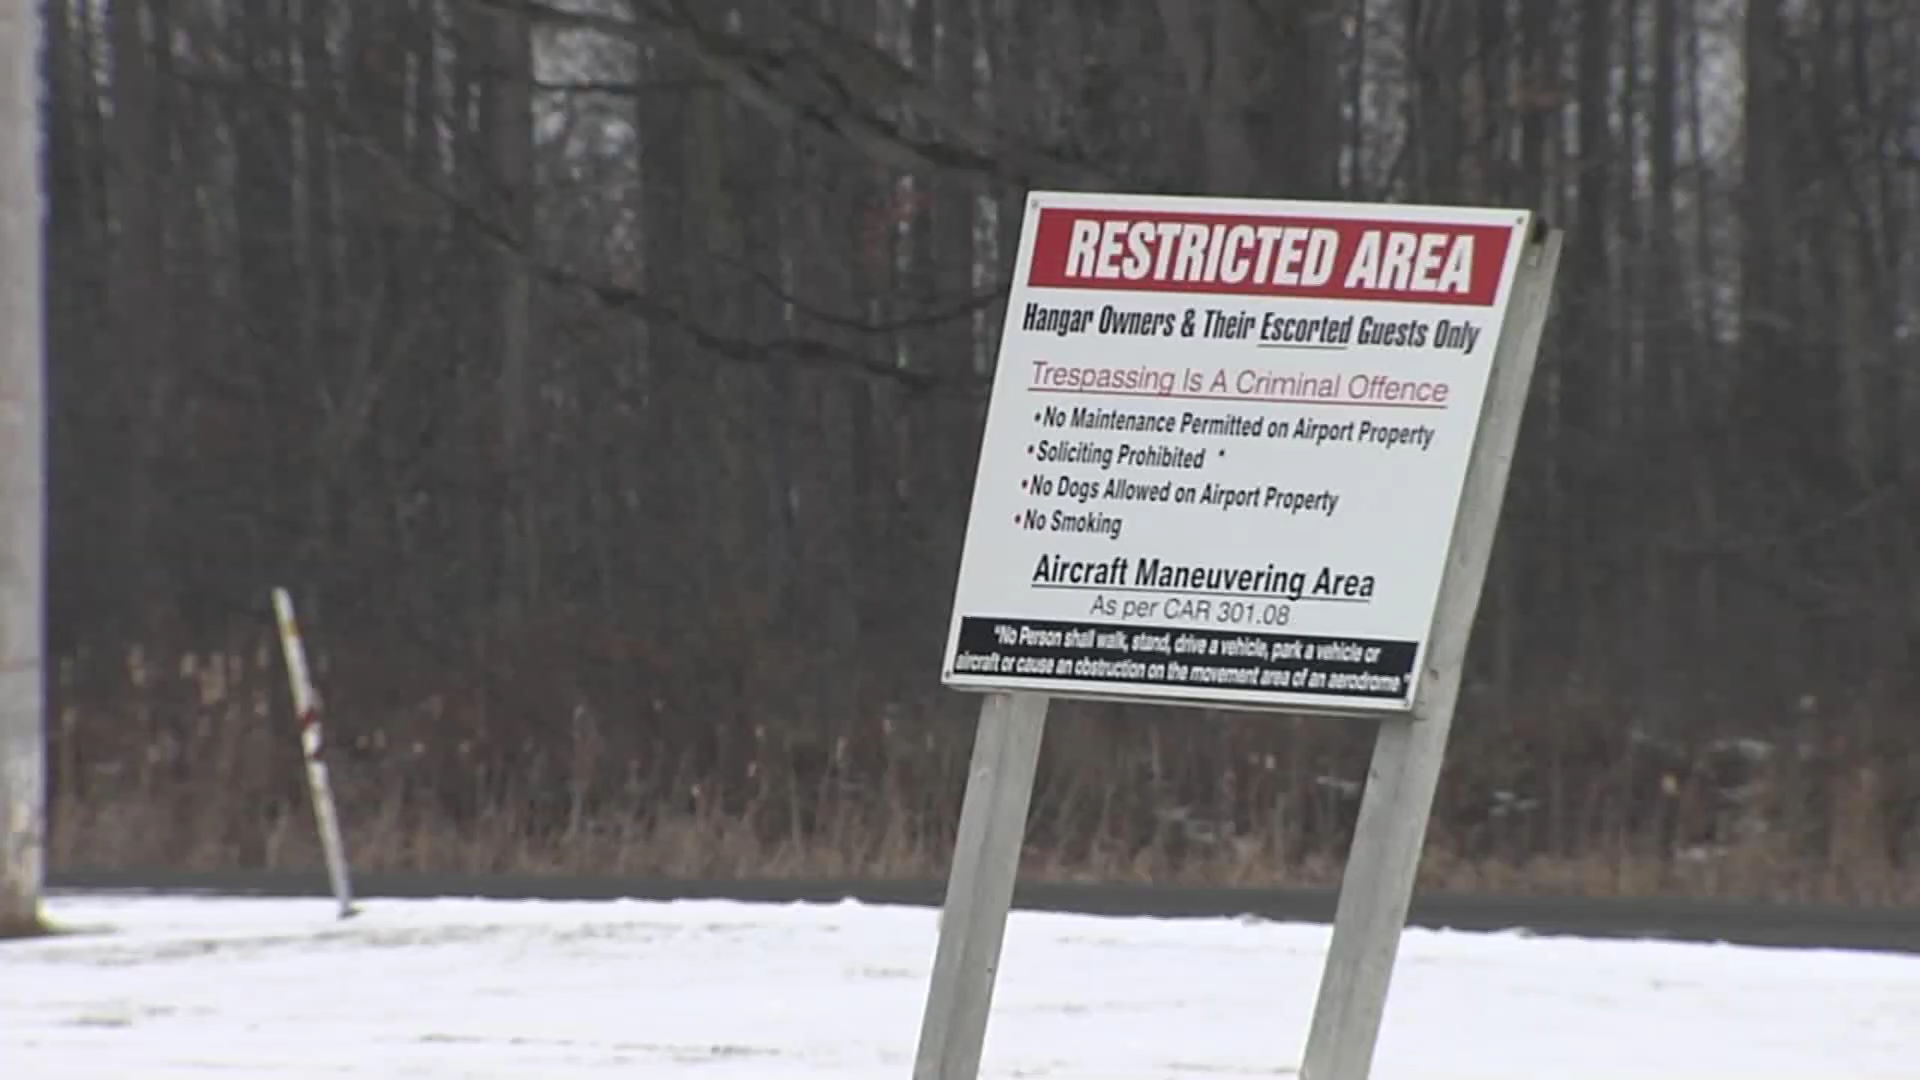 RESTRICTED AREA
Hangar Owners & Their Escorted Guests Only
Trespassing Is A Criminal Offence
•No Maintenance Permitted on Airport Property
•Soliciting Prohibited •
•No Dogs Allowed on Airport Property
•No Smoking
Aircraft Maneuvering Area
As per CAR 301.08
"No Person shall walk, stand, drive a vehicle, park a vehicle or
aircraft or cause an obstruction on the movement area of an aerodrome"